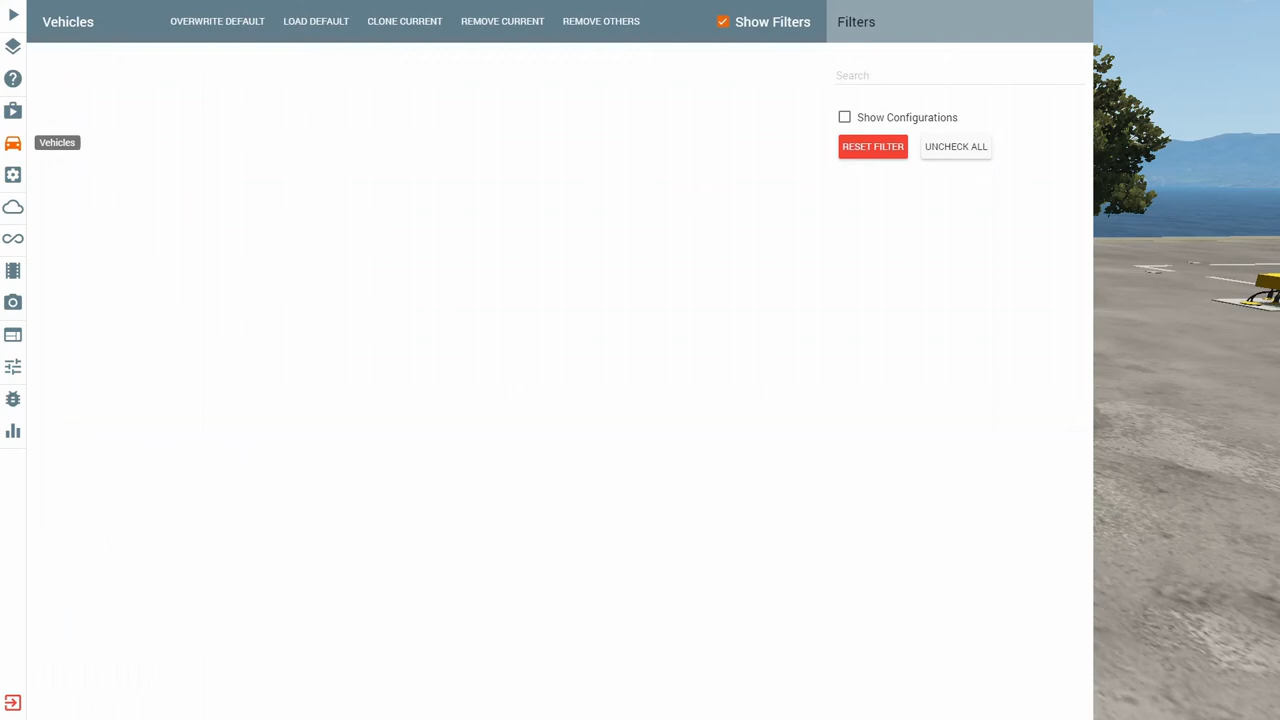 Vehicles
OVERWRITE DEFAULT
LOAD DEFAULT
CLONE CURRENT
REMOVE CURRENT
REMOVE OTHERS
Show Filters
Filters
Search
Show Configurations
RESET FILTER
UNCHECK ALL
Vehicles